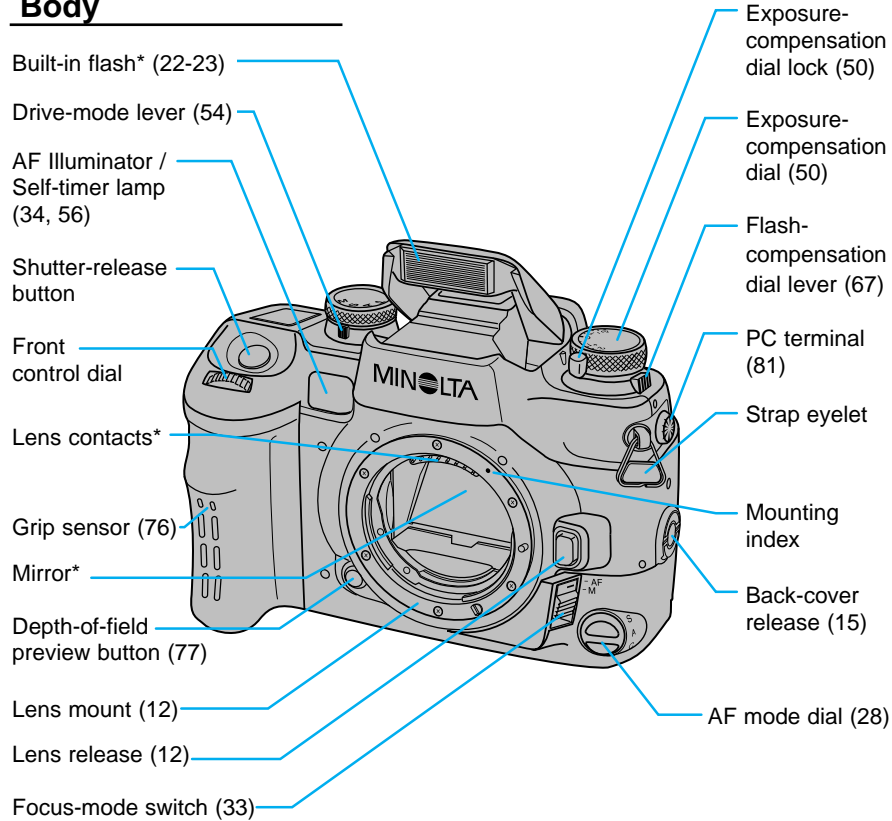 Body
Built-in flash* (22-23)
Drive-mode lever (54)
AF Illuminator /
Self-timer lamp
(34, 56)
Shutter-release
button
Front
control dial
Lens contacts*
Grip sensor (76)
Mirror*
Depth-of-field
preview button (77)
Lens mount (12)
Lens release (12)
Focus-mode switch (33)
Exposure-
compensation
dial lock (50)
Exposure-
compensation
dial (50)
Flash-
compensation
dial lever (67)
PC terminal
(81)
Strap eyelet
Mounting
index
Back-cover
release (15)
AF mode dial (28)
MINOLTA
AF
M
S
A
C